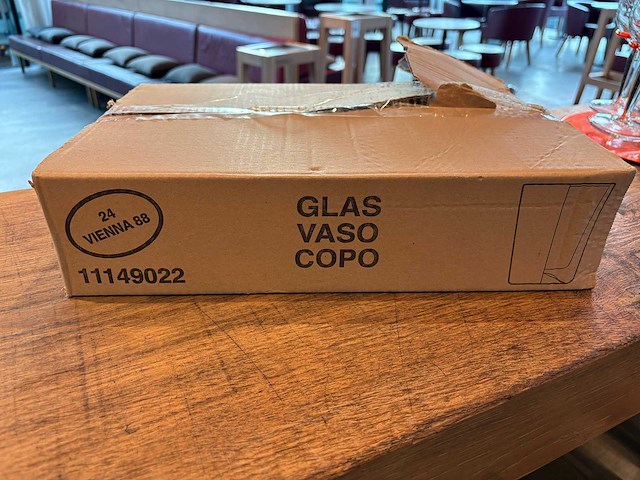 24
VIENNA 88
11149022
GLAS
VASO
COPO